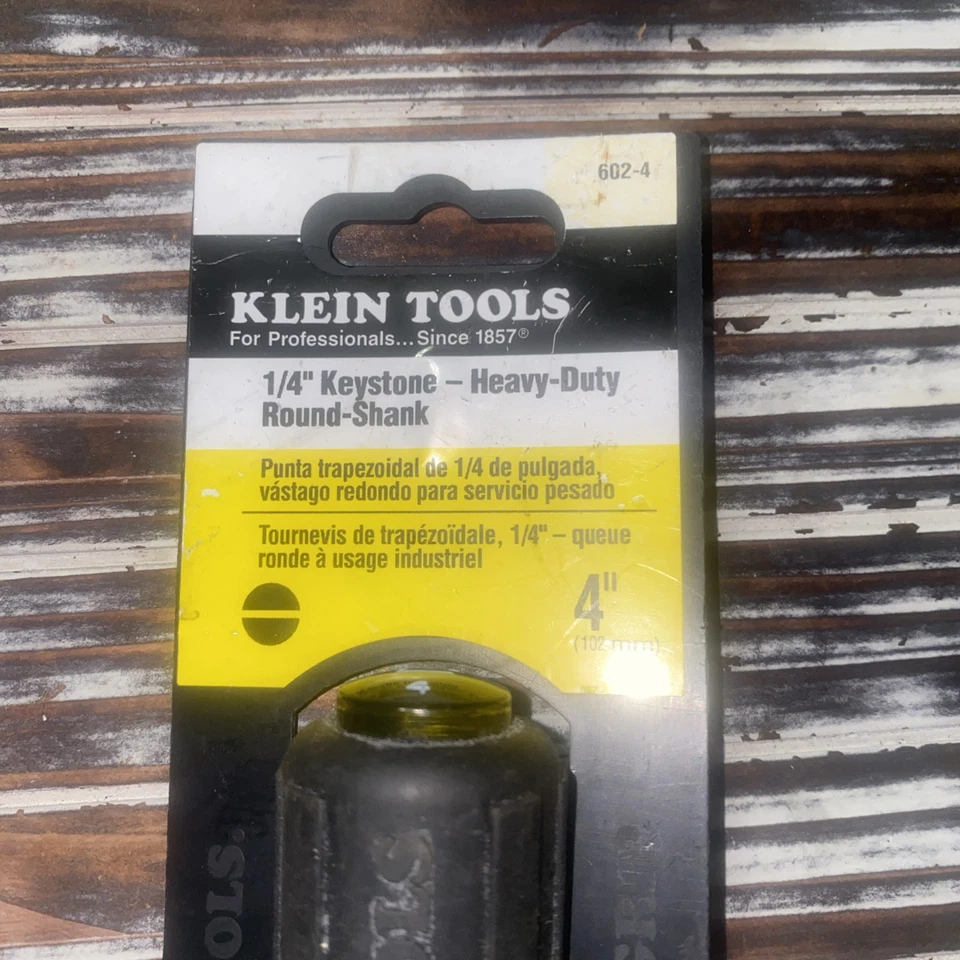 602-4
KLEIN TOOLS
For Professionals...Since 1857®
1/4" Keystone – Heavy-Duty
Round-Shank
Punta trapezoidal de 1/4 de pulgada,
vástago redondo para servicio pesado
Tournevis de trapézoïdale, 1/4" – queue
ronde à usage industriel
4"
(102 mm)
4